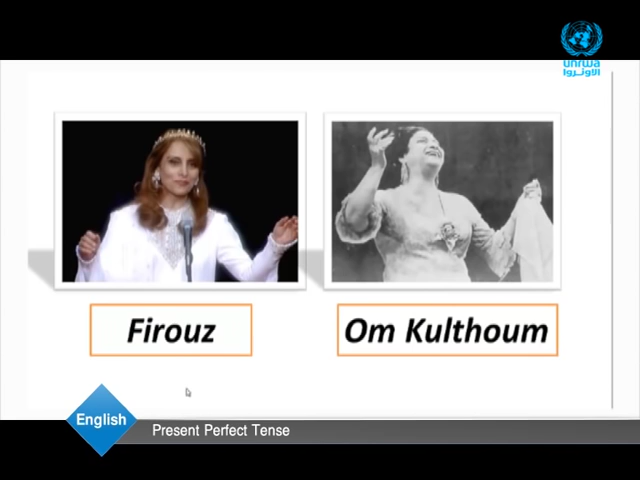 unrwa
الأونروا
Firouz
Om Kulthoum
English
Present Perfect Tense